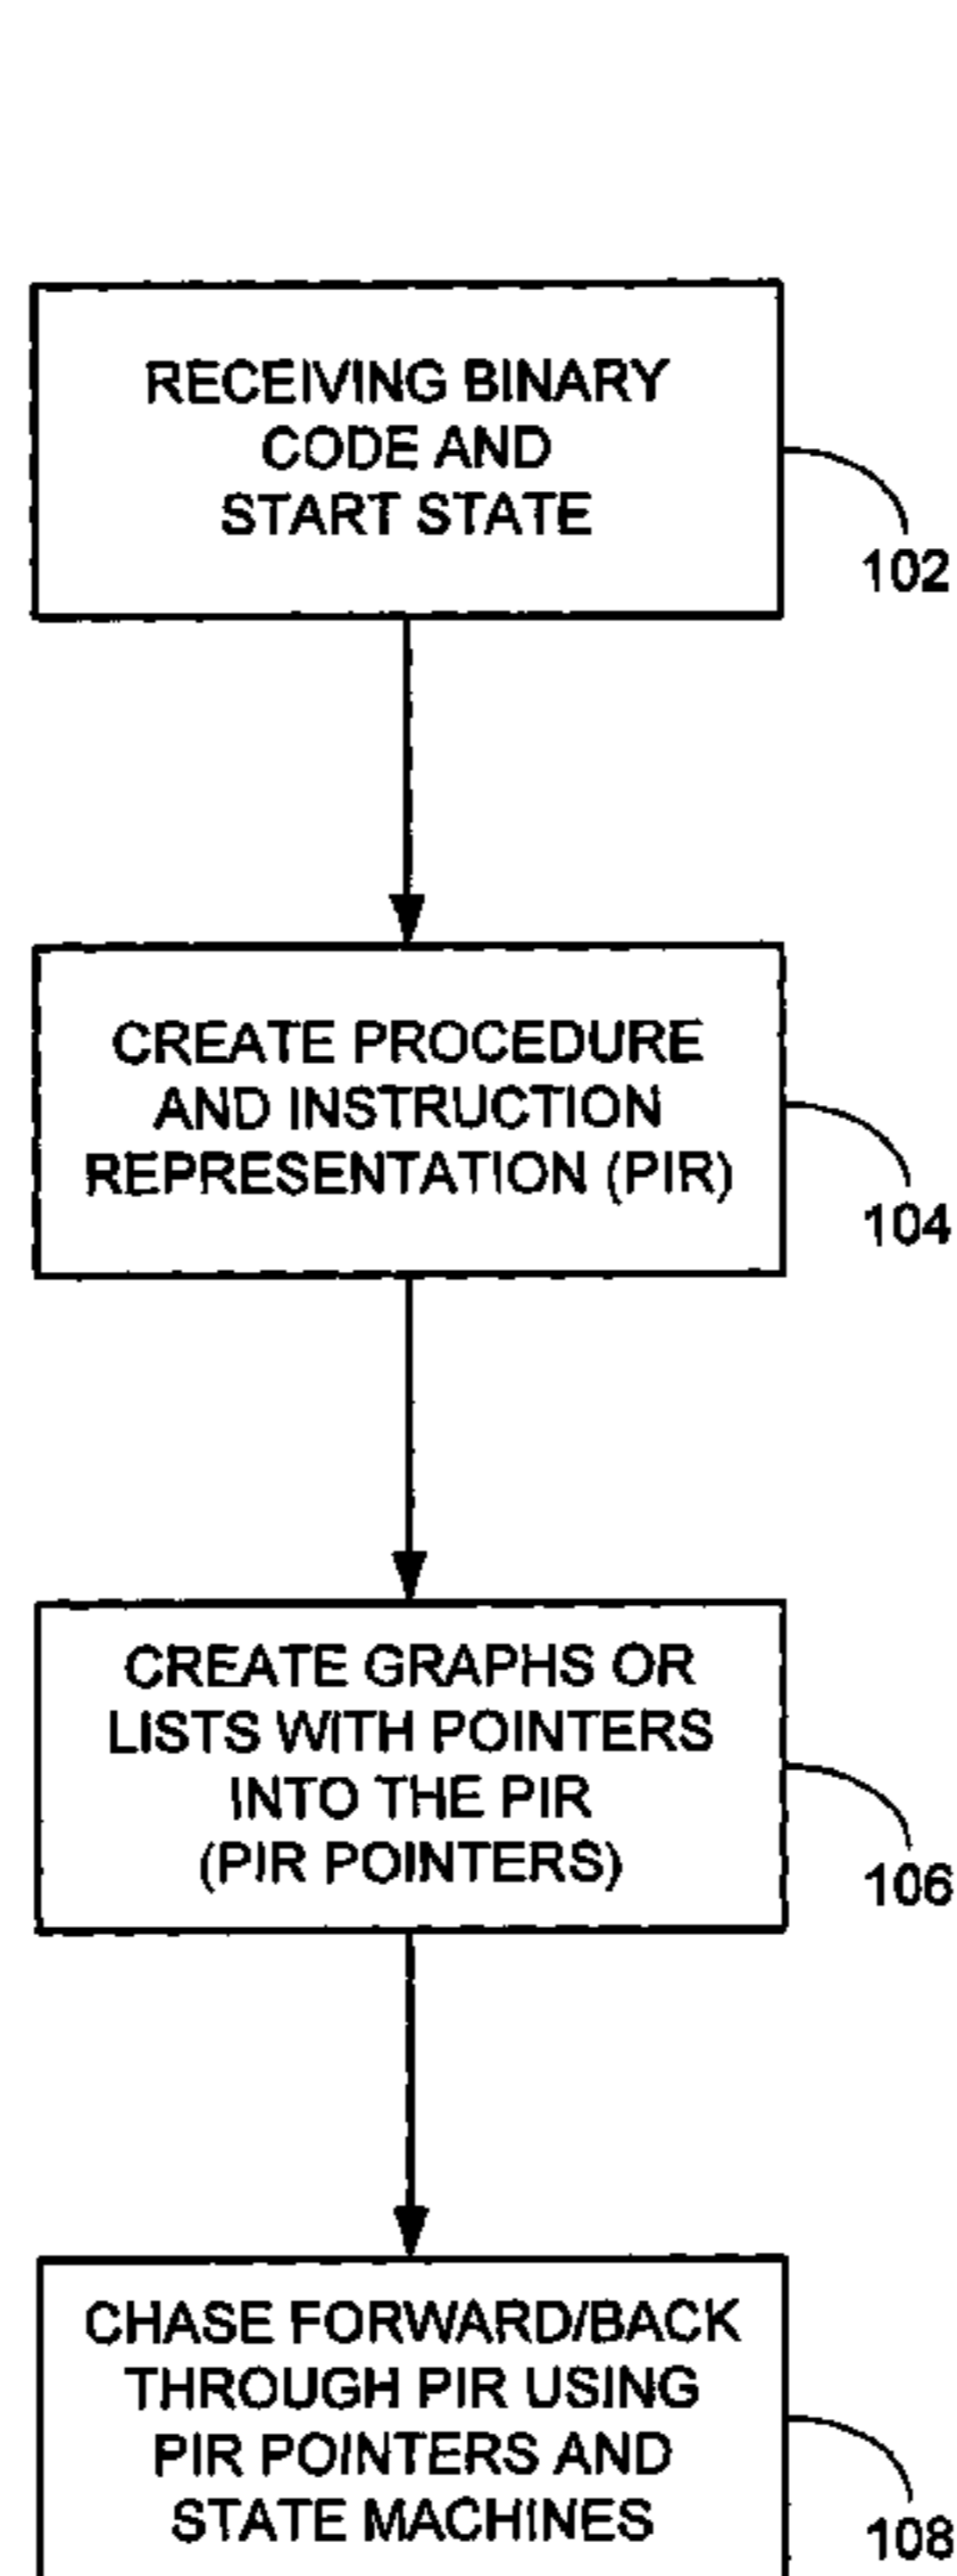 RECEIVING BINARY
CODE AND
START STATE
102
CREATE PROCEDURE
AND INSTRUCTION
REPRESENTATION (PIR)
104
CREATE GRAPHS OR
LISTS WITH POINTERS
INTO THE PIR
(PIR POINTERS)
106
CHASE FORWARD/BACK
THROUGH PIR USING
PIR POINTERS AND
STATE MACHINES
108